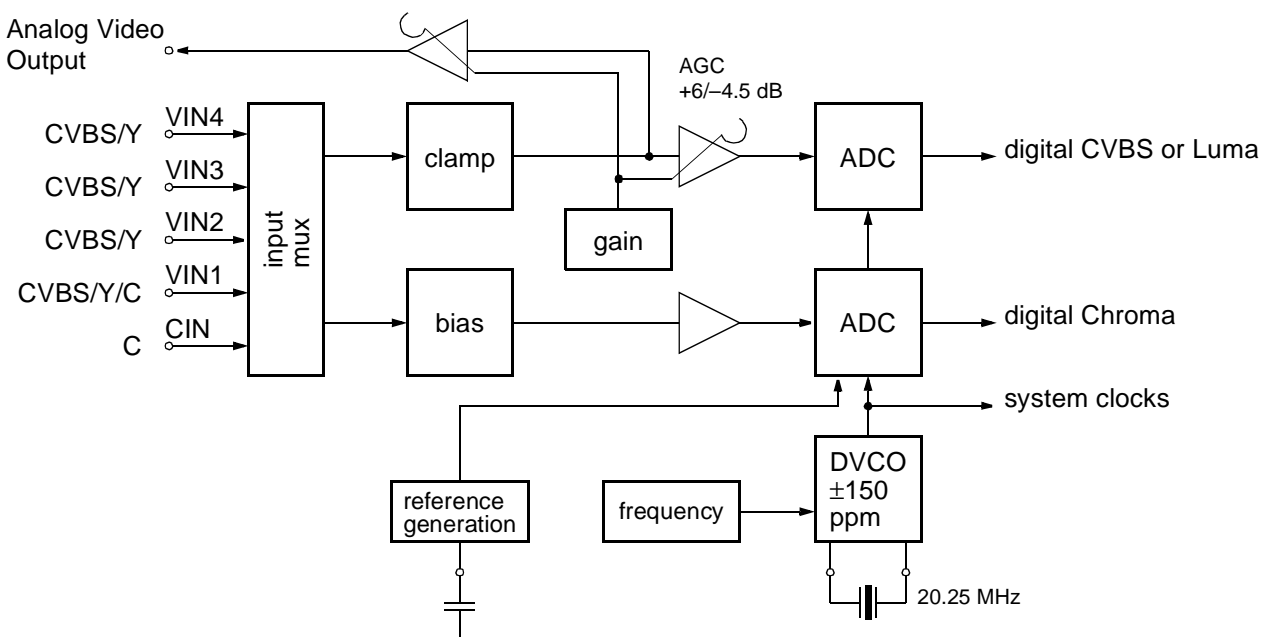 Analog Video
Output
AGC
+6/–4.5 dB
CVBS/Y
VIN4
CVBS/Y
VIN3
CVBS/Y
VIN2
CVBS/Y/C
VIN1
C
CIN
input
mux
clamp
gain
ADC
digital CVBS or Luma
bias
ADC
digital Chroma
system clocks
reference
generation
frequency
DVCO
±150
ppm
20.25 MHz